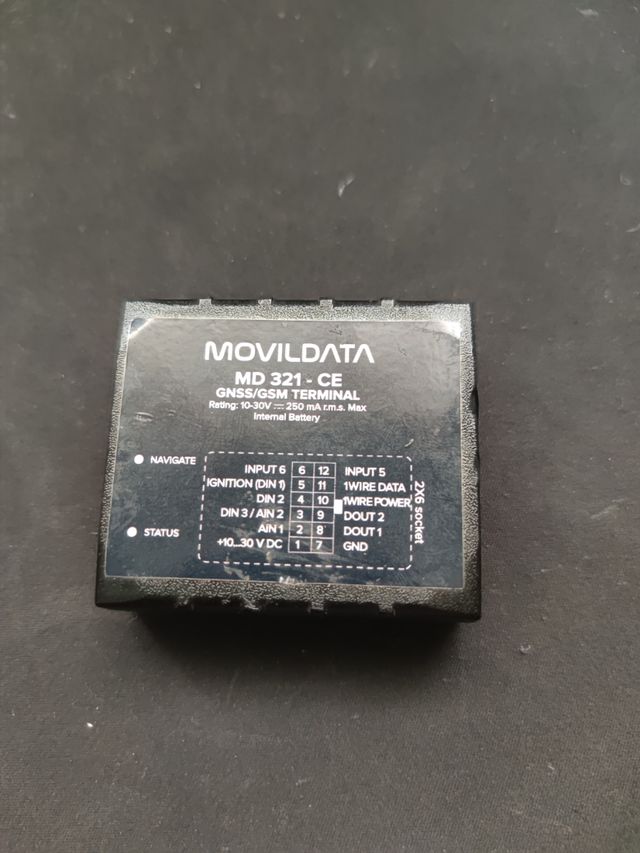 MOVILDATA
MD 321 - CE
GNSS/GSM TERMINAL
Rating: 10-30V ⎓ 250 mA r.m.s. Max
Internal Battery
NAVIGATE
STATUS
INPUT 6 6 12 INPUT 5
IGNITION (DIN 1) 5 11 1WIRE DATA
DIN 2 4 10 1WIRE POWER
DIN 3 / AIN 2 3 9 DOUT 2
AIN 1 2 8 DOUT 1
+10...30 V DC 1 7 GND
2X6 socket